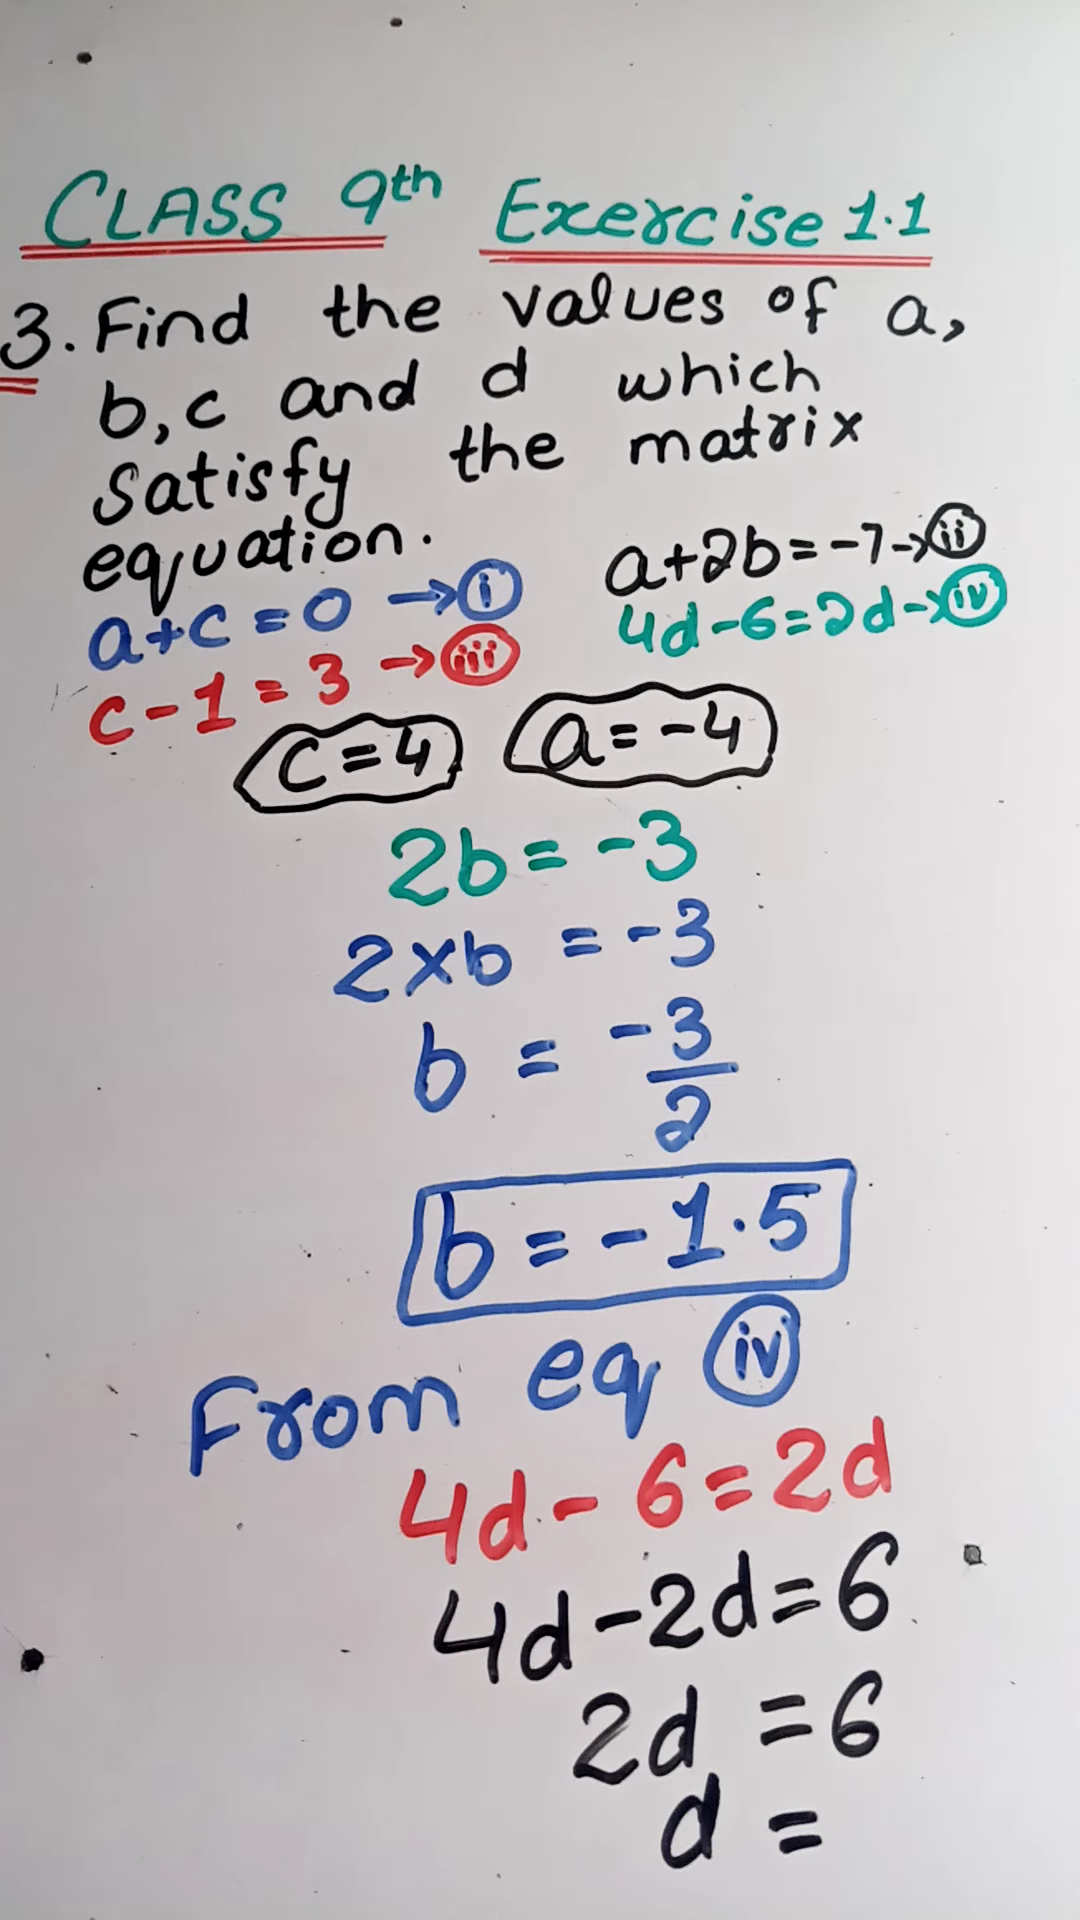 CLASS 9th Exercise 1.1
3. Find the values of a,
b, c and d which
Satisfy the matrix
equation.
a+c=0 →(i) a+2b=-7→(ii)
c-1=3 →(iii) 4d-6=2d→(iv)
c=4 a=-4
2b=-3
2×b=-3
b = -3/2
b=-1.5
From eq (iv)
4d-6=2d
4d-2d=6
2d=6
d=